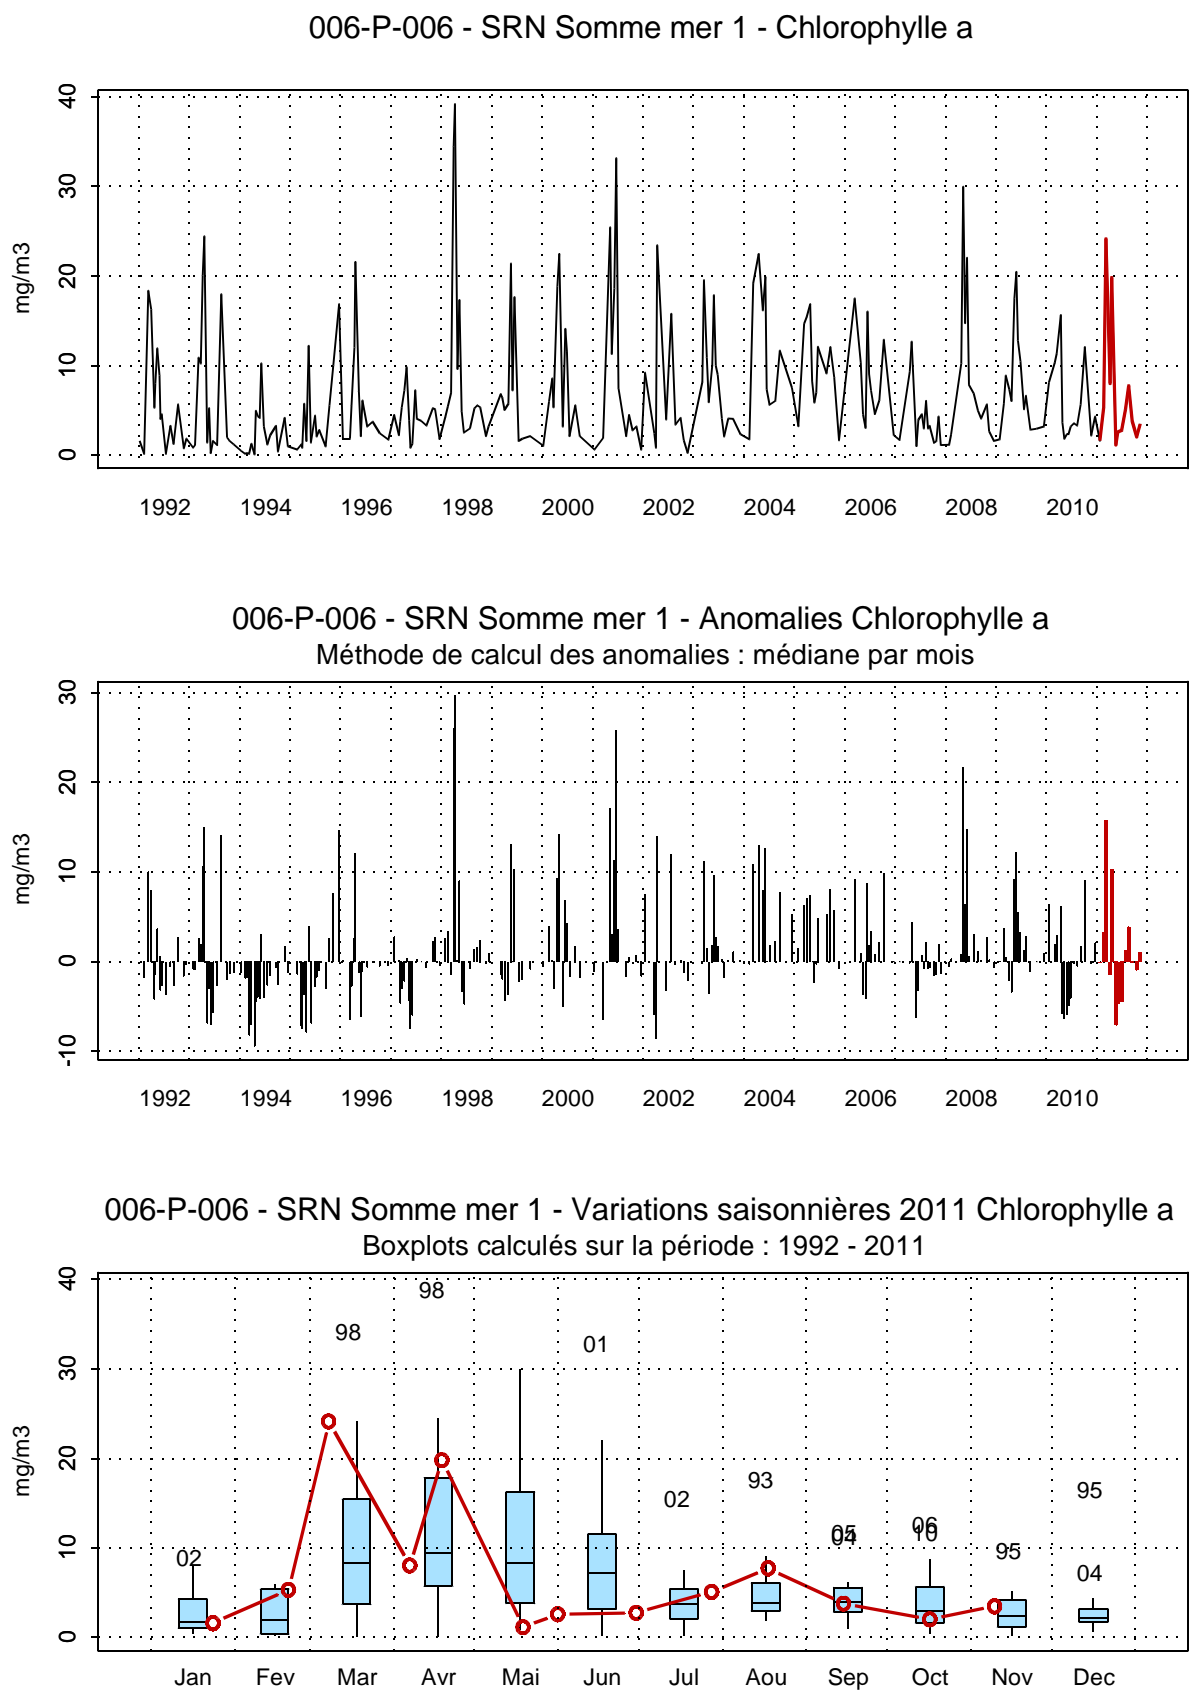 006-P-006 - SRN Somme mer 1 - Chlorophylle a
40
30
20
10
0
mg/m3
1992 1994 1996 1998 2000 2002 2004 2006 2008 2010
006-P-006 - SRN Somme mer 1 - Anomalies Chlorophylle a
Méthode de calcul des anomalies : médiane par mois
30
20
10
0
-10
mg/m3
1992 1994 1996 1998 2000 2002 2004 2006 2008 2010
006-P-006 - SRN Somme mer 1 - Variations saisonnières 2011 Chlorophylle a
Boxplots calculés sur la période : 1992 - 2011
40
30
20
10
0
mg/m3
02 98 98 01 02 93 05 04 06 10 95 95 04
Jan Fev Mar Avr Mai Jun Jul Aou Sep Oct Nov Dec